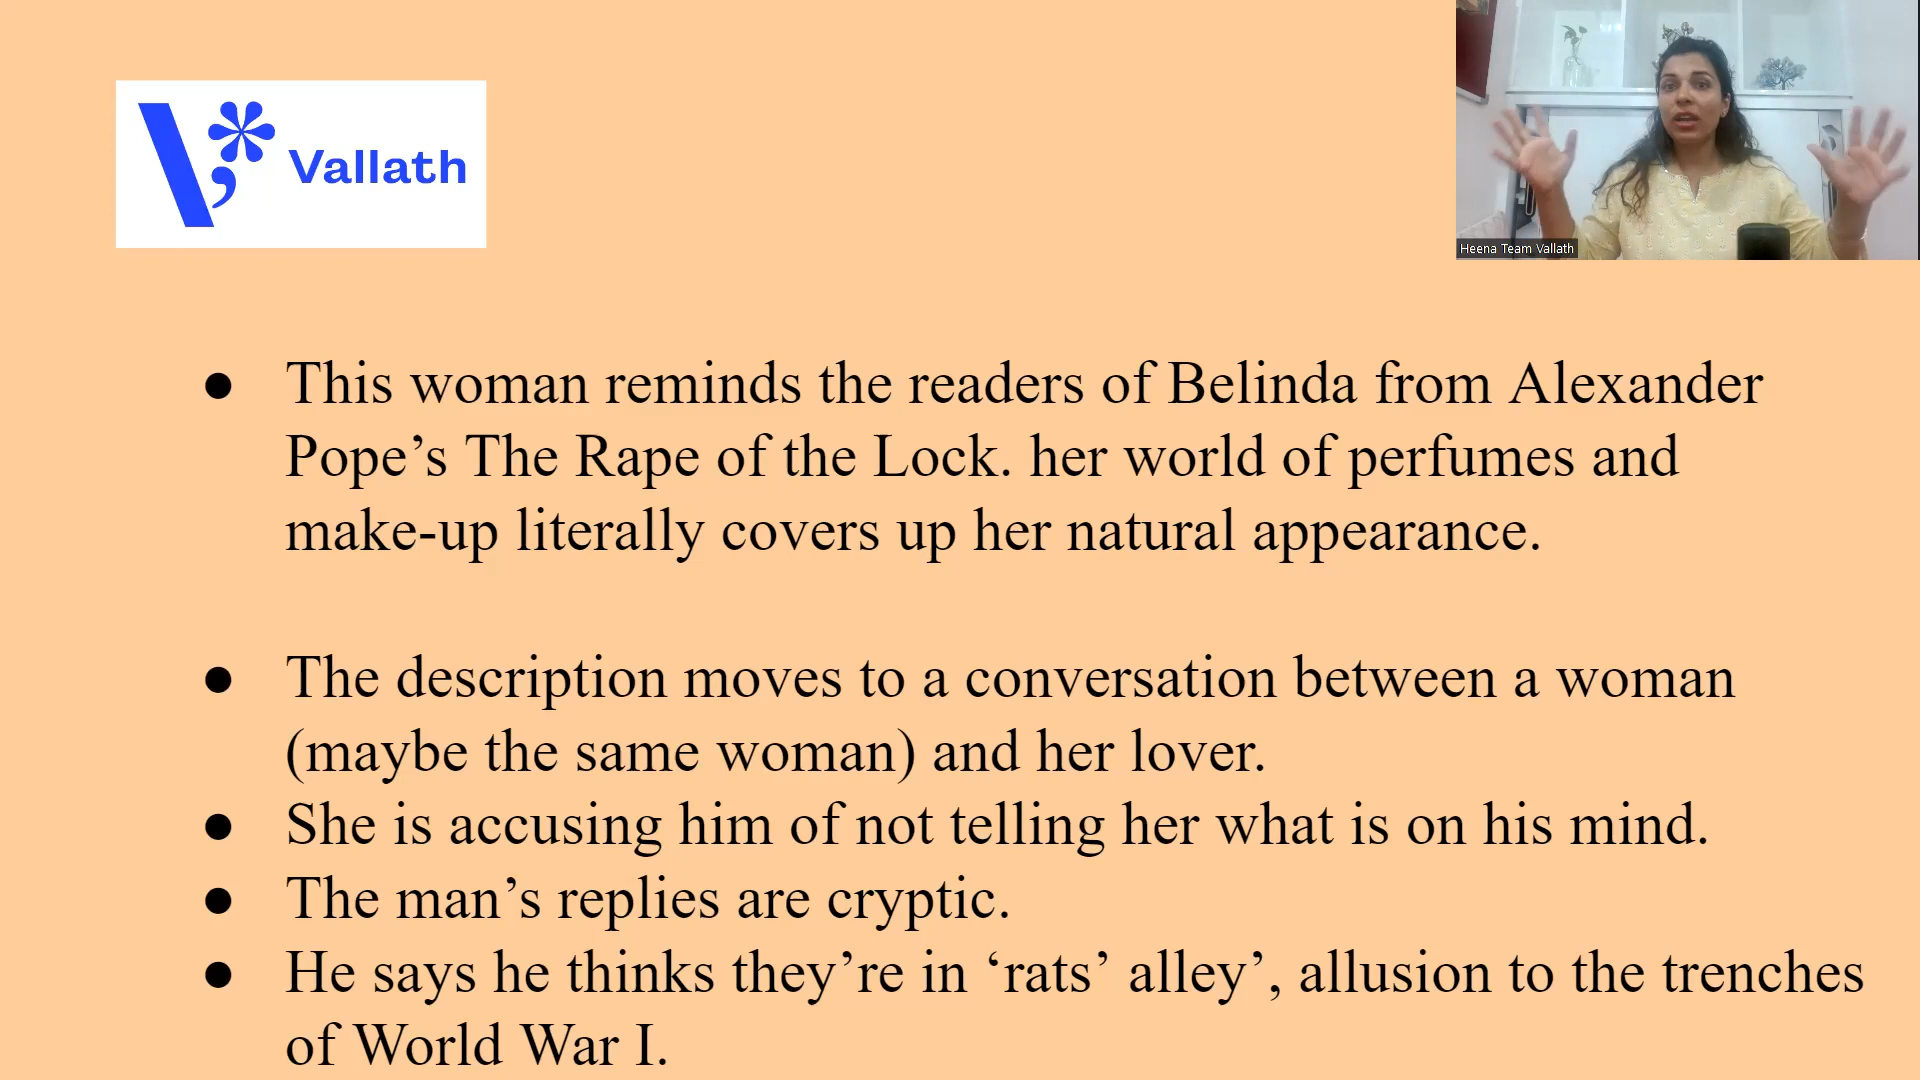 Vallath
Heena Team Vallath
● This woman reminds the readers of Belinda from Alexander
Pope’s The Rape of the Lock. her world of perfumes and
make-up literally covers up her natural appearance.
● The description moves to a conversation between a woman
(maybe the same woman) and her lover.
● She is accusing him of not telling her what is on his mind.
● The man’s replies are cryptic.
● He says he thinks they’re in ‘rats’ alley’, allusion to the trenches
of World War I.